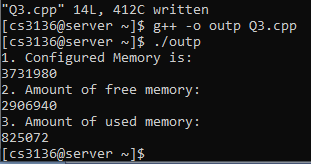 "Q3.cpp" 14L, 412C written
[cs3136@server ~]$ g++ -o outp Q3.cpp
[cs3136@server ~]$ ./outp
1. Configured Memory is:
3731980
2. Amount of free memory:
2906940
3. Amount of used memory:
825072
[cs3136@server ~]$